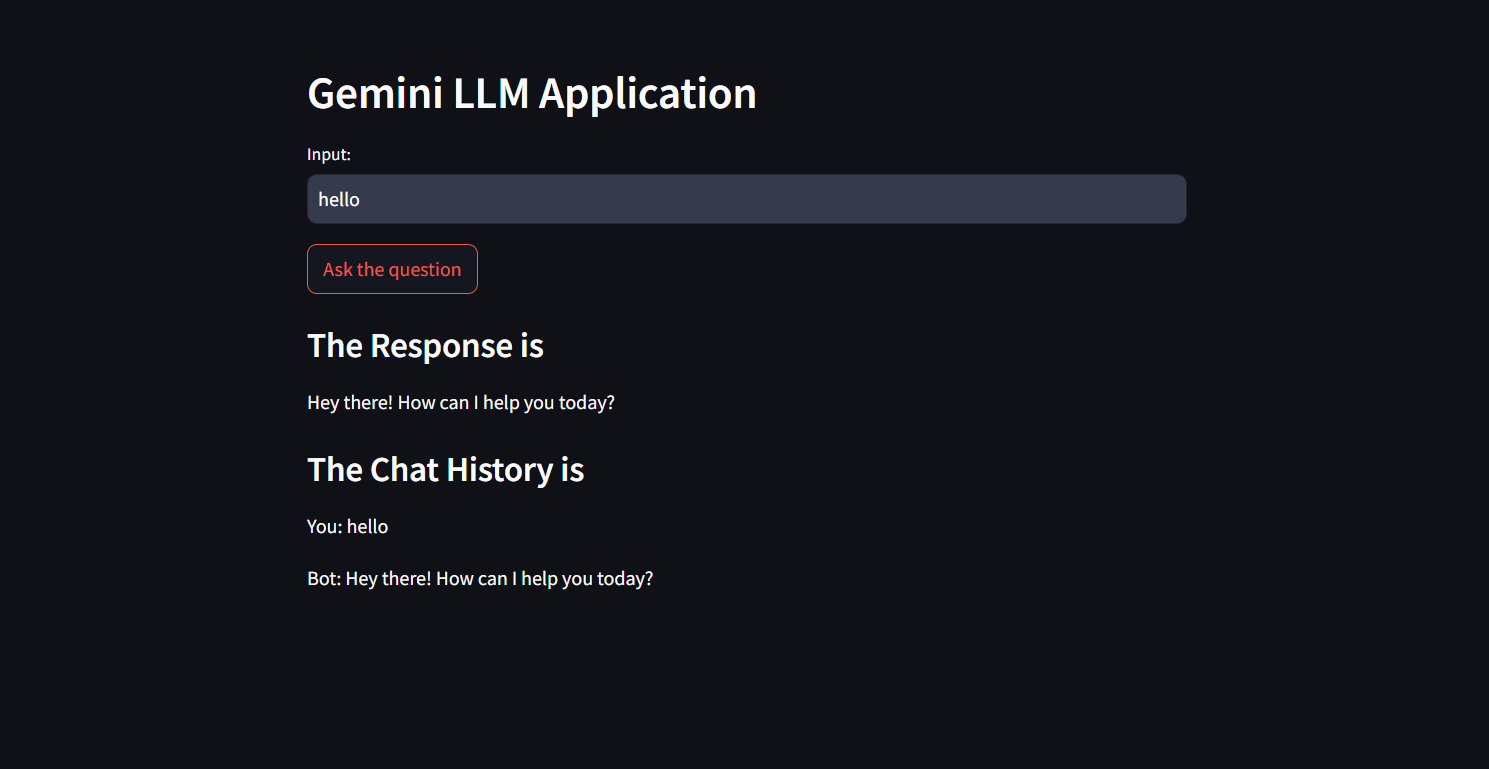 Gemini LLM Application
Input:
hello
Ask the question
The Response is
Hey there! How can I help you today?
The Chat History is
You: hello
Bot: Hey there! How can I help you today?